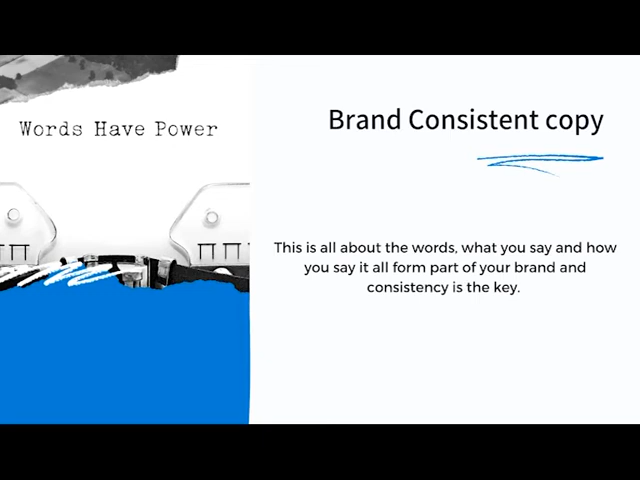 Words Have Power
Brand Consistent copy
This is all about the words, what you say and how
you say it all form part of your brand and
consistency is the key.